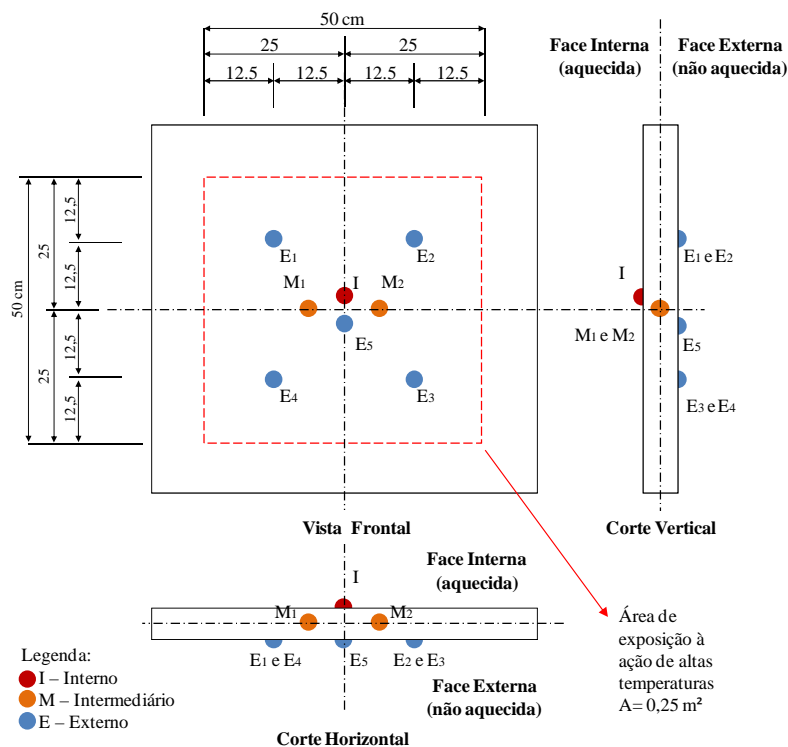 50 cm
25 25
12.5 12.5 12.5 12.5
Face Interna
(aquecida)
Face Externa
(não aquecida)
50 cm
25
25
12,5
12,5
12,5
12,5
E1
E2
M1
I
M2
E5
E4
E3
I
E1 e E2
M1 e M2
E5
E3 e E4
Vista Frontal
Corte Vertical
I
Face Interna
(aquecida)
M1
M2
E1 e E4
E5
E2 e E3
Face Externa
(não aquecida)
Corte Horizontal
Legenda:
I – Interno
M – Intermediário
E – Externo
Área de
exposição à
ação de altas
temperaturas
A= 0,25 m²